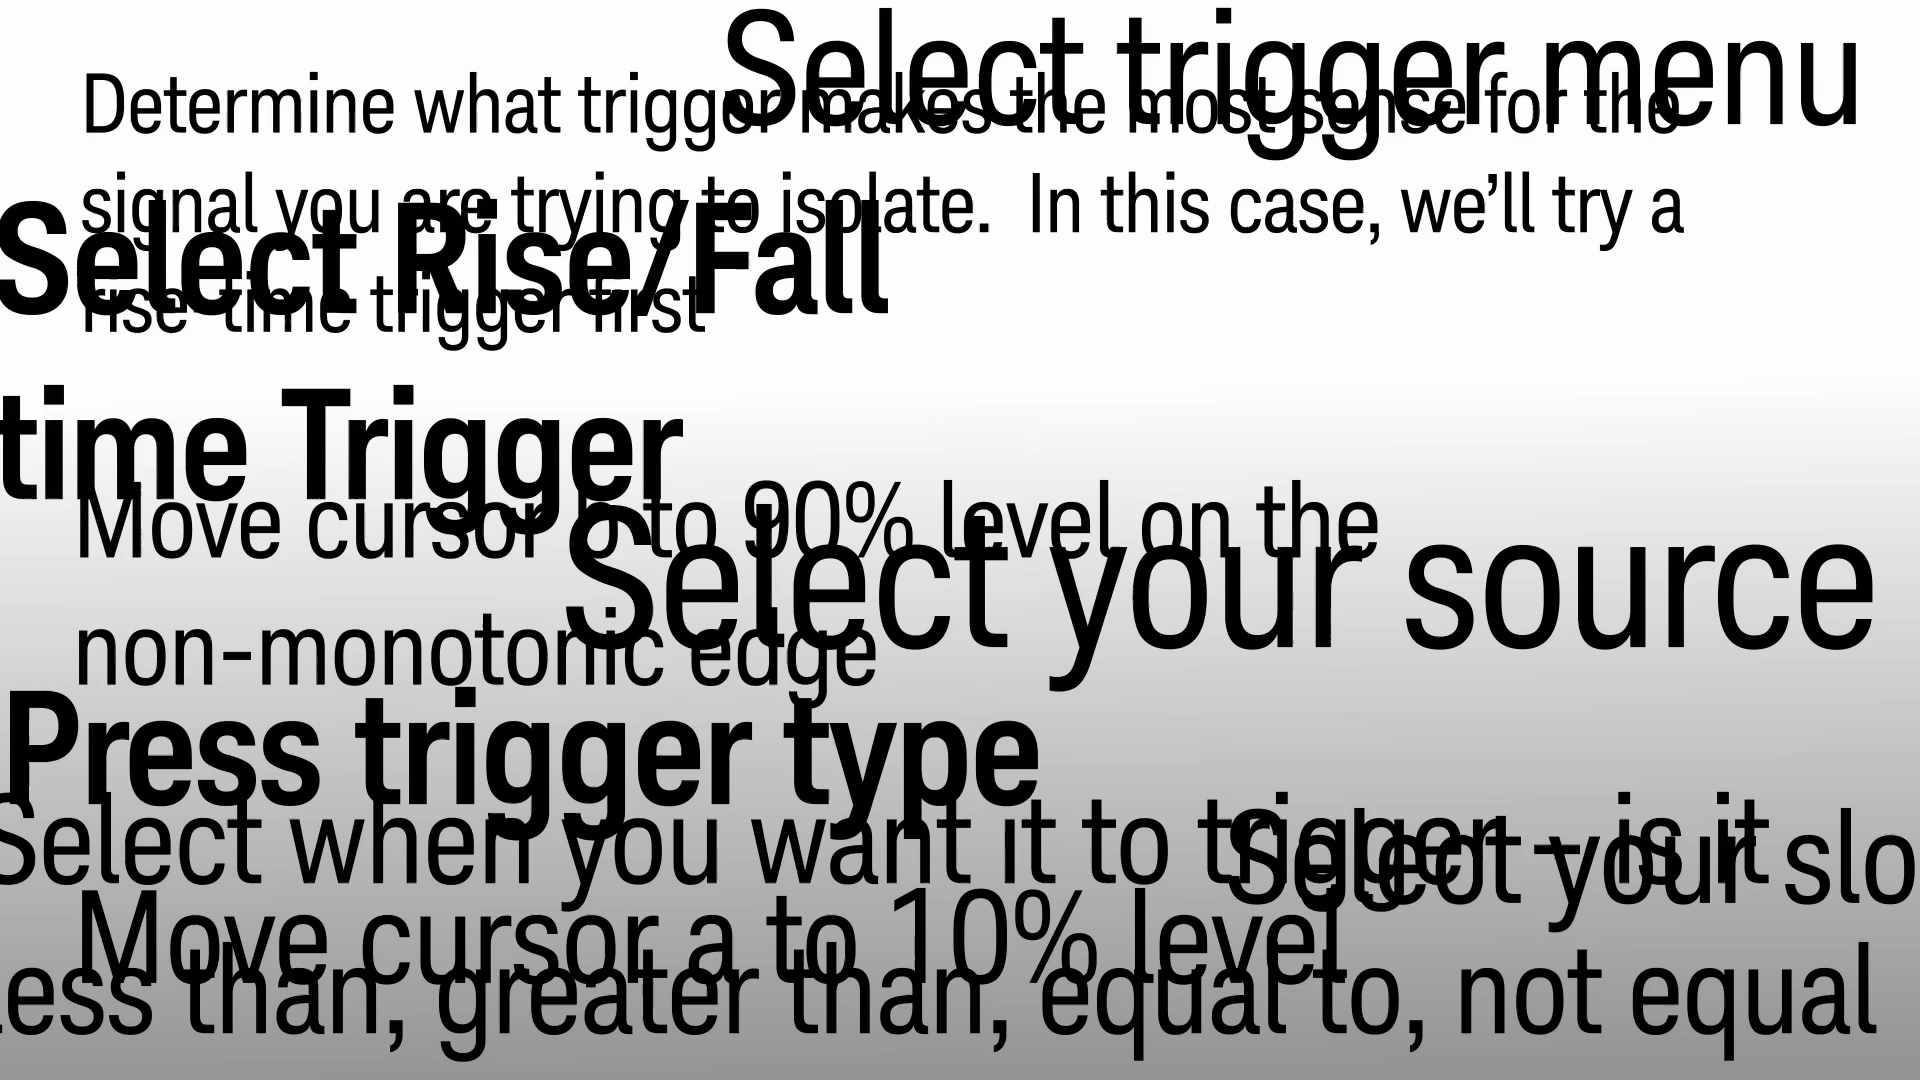 Select trigger menu
Determine what trigger makes the most sense for the
signal you are trying to isolate. In this case, we’ll try a
rise-time trigger first
Select Rise/Fall
time Trigger
Move cursor b to 90% level on the
non-monotonic edge
Select your source
Press trigger type
Select when you want it to trigger – is it
less than, greater than, equal to, not equal
Select your slo
Move cursor a to 10% level